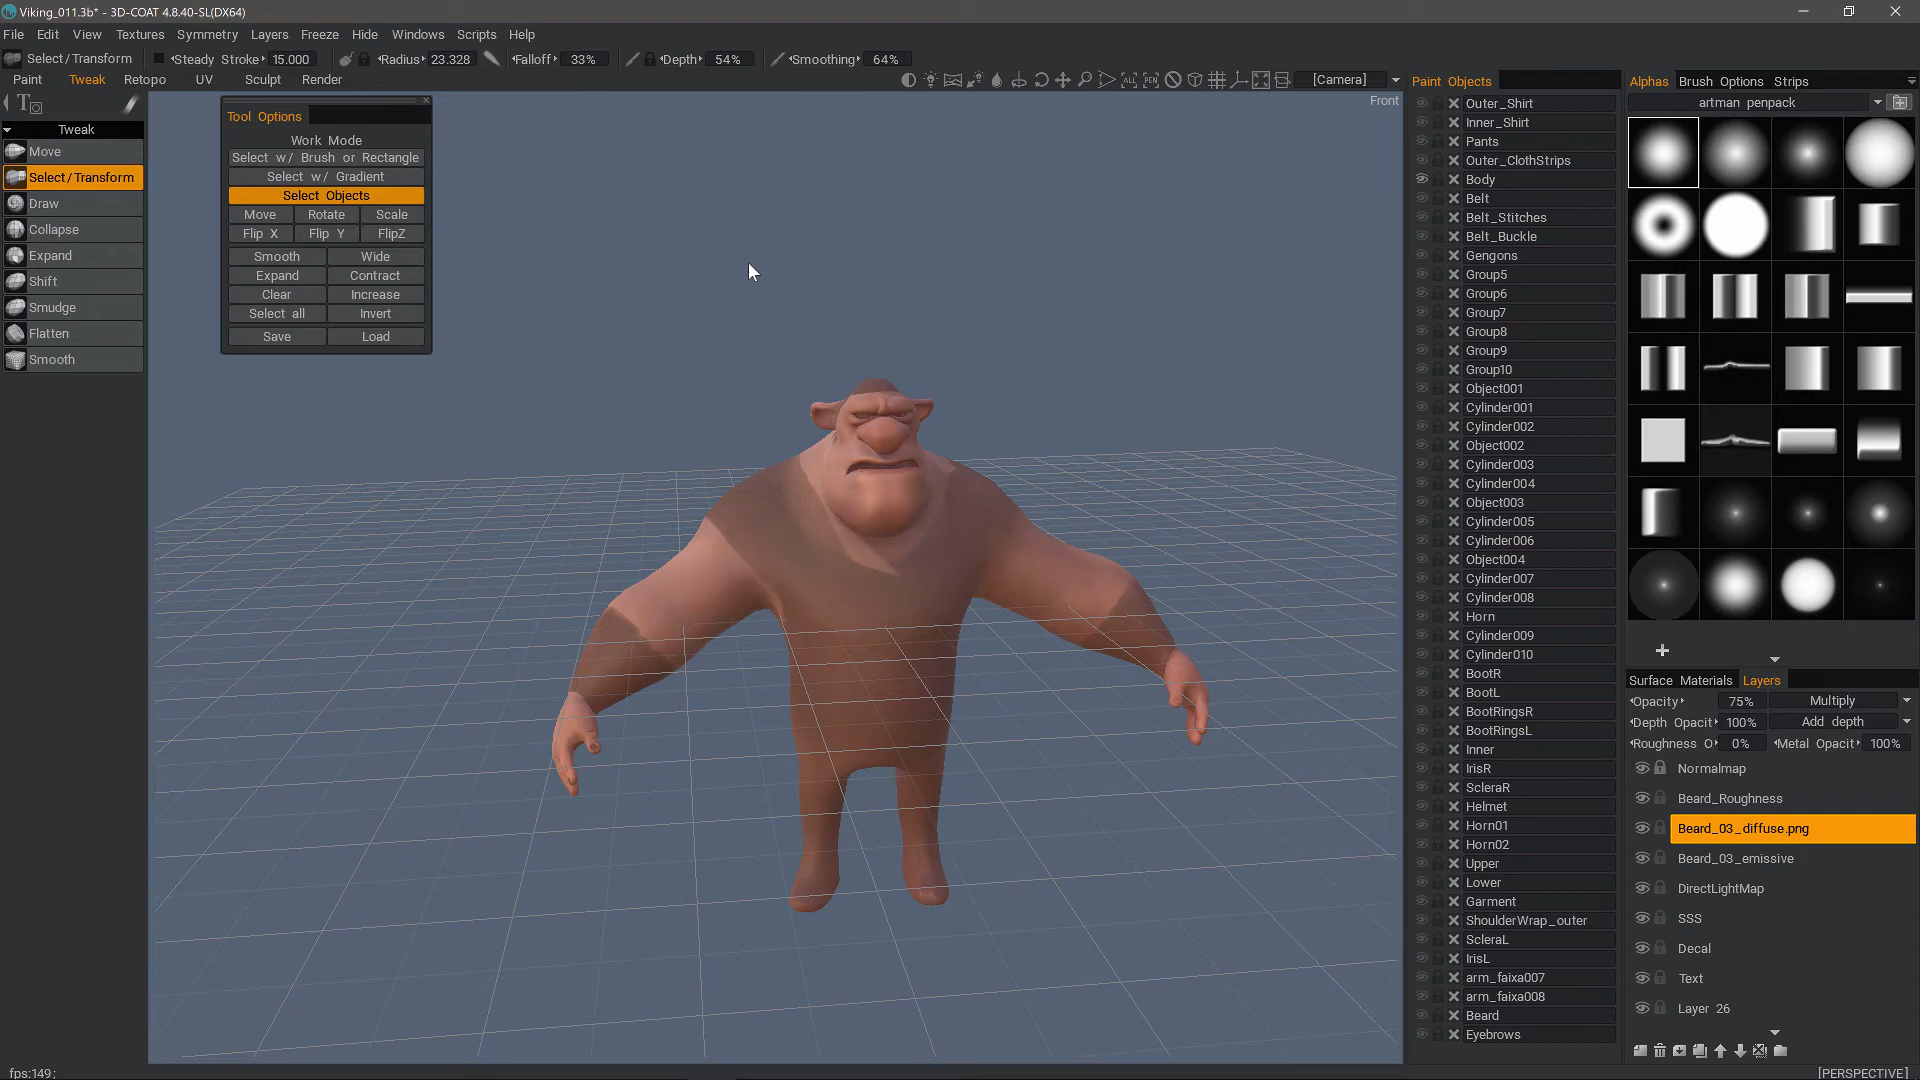 Viking_011.3b* - 3D-COAT 4.8.40-SL(DX64)
File Edit View Textures Symmetry Layers Freeze Hide Windows Scripts Help
Select/Transform Steady Stroke 15.000 Radius 23.328 Falloff 33% Depth 54% Smoothing 64%
Paint Tweak Retopo UV Sculpt Render
[Camera]
Tweak
Move
Select/Transform
Draw
Collapse
Expand
Shift
Smudge
Flatten
Smooth
Tool Options
Work Mode
Select w/ Brush or Rectangle
Select w/ Gradient
Select Objects
Move Rotate Scale
Flip X Flip Y FlipZ
Smooth Wide
Expand Contract
Clear Increase
Select all Invert
Save Load
Front
Paint Objects
Outer_Shirt
Inner_Shirt
Pants
Outer_ClothStrips
Body
Belt
Belt_Stitches
Belt_Buckle
Gengons
Group5
Group6
Group7
Group8
Group9
Group10
Object001
Cylinder001
Cylinder002
Object002
Cylinder003
Cylinder004
Object003
Cylinder005
Cylinder006
Object004
Cylinder007
Cylinder008
Horn
Cylinder009
Cylinder010
BootR
BootL
BootRingsR
BootRingsL
Inner
IrisR
ScleraR
Helmet
Horn01
Horn02
Upper
Lower
Garment
ShoulderWrap_outer
ScleraL
IrisL
arm_faixa007
arm_faixa008
Beard
Eyebrows
Alphas Brush Options Strips
artman penpack
Surface Materials Layers
Opacity 75% Multiply
Depth Opacit 100% Add depth
Roughness O 0% Metal Opacit 100%
Normalmap
Beard_Roughness
Beard_03_diffuse.png
Beard_03_emissive
DirectLightMap
SSS
Decal
Text
Layer 26
fps:149;
[PERSPECTIVE]